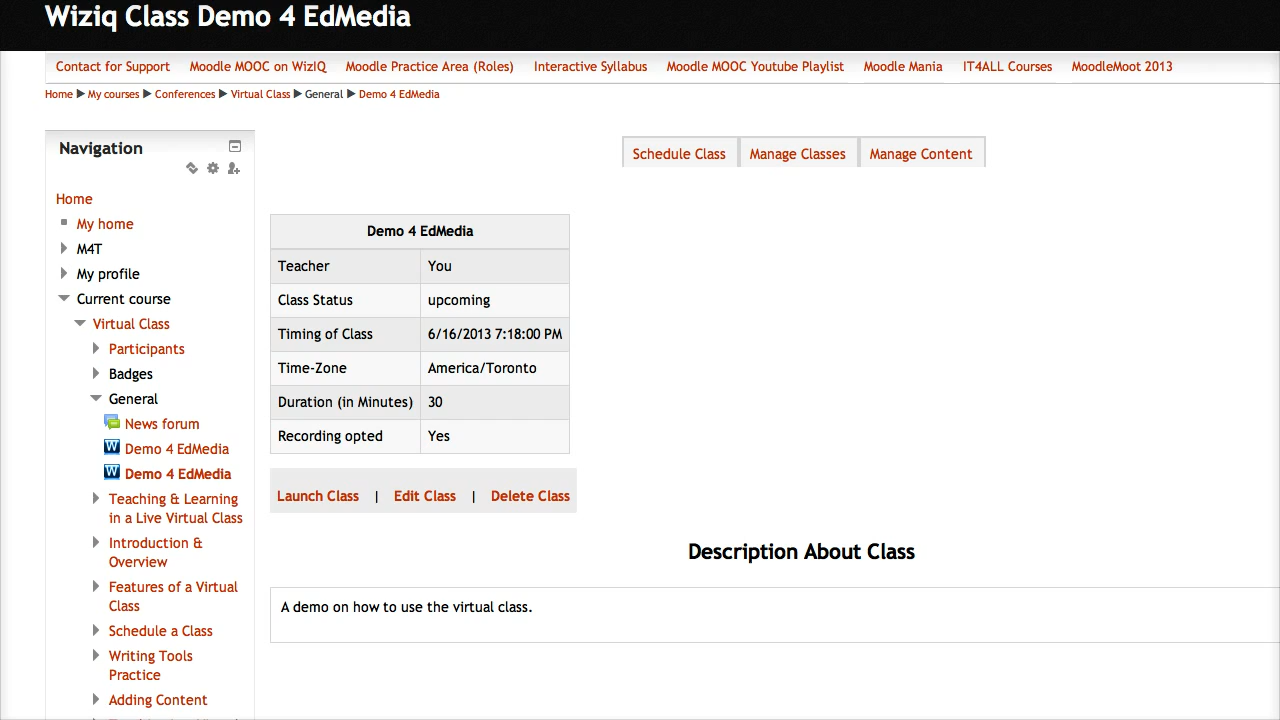 Wiziq Class Demo 4 EdMedia
Contact for Support Moodle MOOC on WizIQ Moodle Practice Area (Roles) Interactive Syllabus Moodle MOOC Youtube Playlist Moodle Mania IT4ALL Courses MoodleMoot 2013
Home ▶ My courses ▶ Conferences ▶ Virtual Class ▶ General ▶ Demo 4 EdMedia
Navigation
Home
My home
M4T
My profile
Current course
Virtual Class
Participants
Badges
General
News forum
Demo 4 EdMedia
Demo 4 EdMedia
Teaching & Learning
in a Live Virtual Class
Introduction &
Overview
Features of a Virtual
Class
Schedule a Class
Writing Tools
Practice
Adding Content
Schedule Class Manage Classes Manage Content
Demo 4 EdMedia
Teacher You
Class Status upcoming
Timing of Class 6/16/2013 7:18:00 PM
Time-Zone America/Toronto
Duration (in Minutes) 30
Recording opted Yes
Launch Class | Edit Class | Delete Class
Description About Class
A demo on how to use the virtual class.